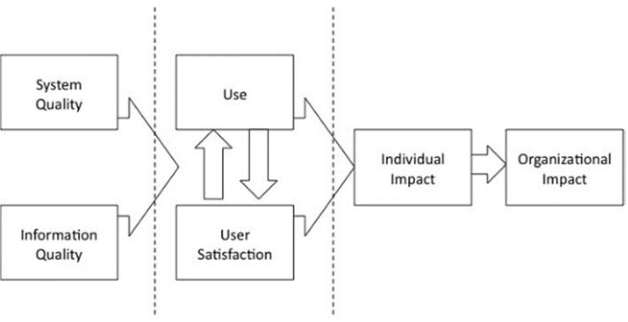 System
Quality
Use
Individual
Impact
Organizational
Impact
Information
Quality
User
Satisfaction